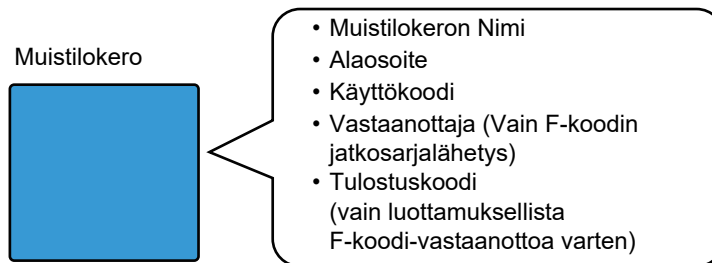 Muistilokero
• Muistilokeron Nimi
• Alaosoite
• Käyttökoodi
• Vastaanottaja (Vain F-koodin
jatkosarjalähetys)
• Tulostuskoodi
(vain luottamuksellista
F-koodi-vastaanottoa varten)